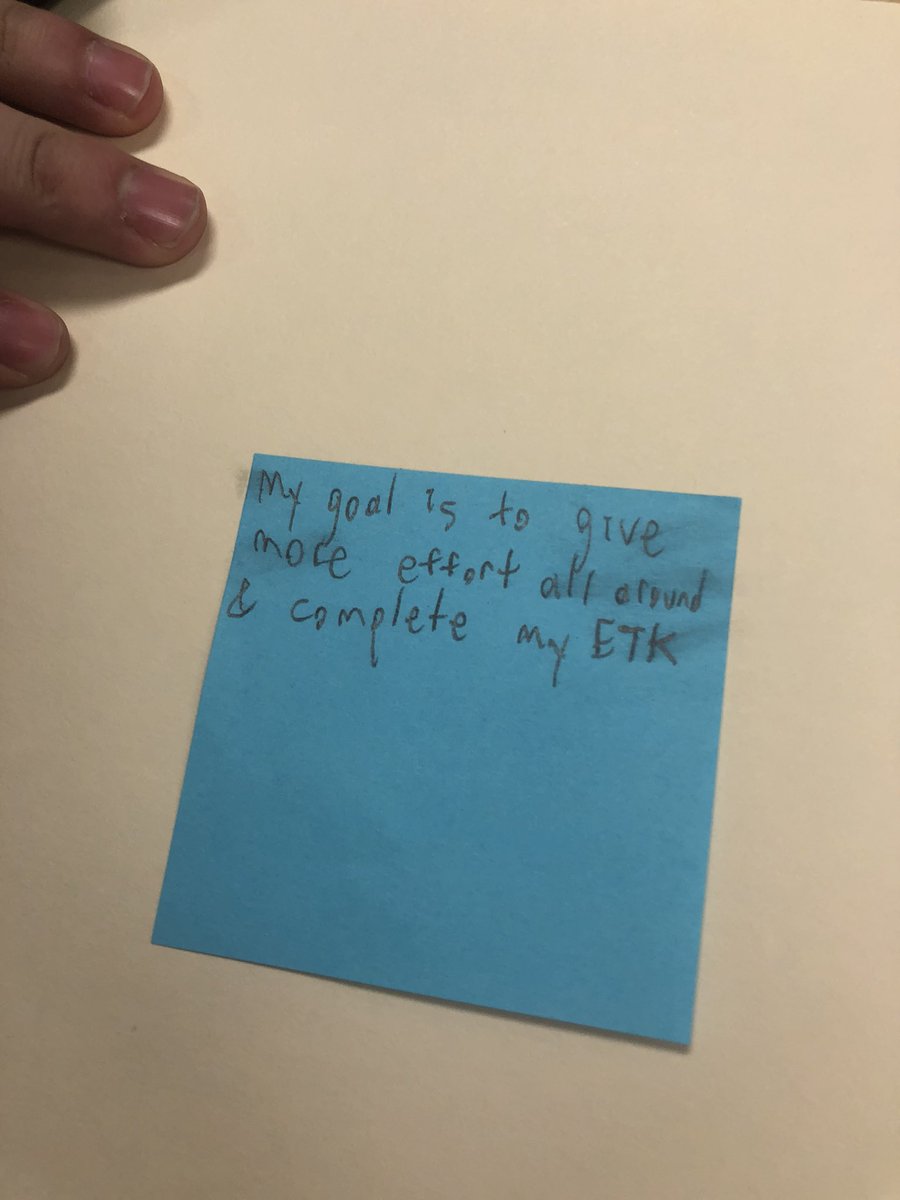 My goal is to give
more effort all around
& complete my ETK